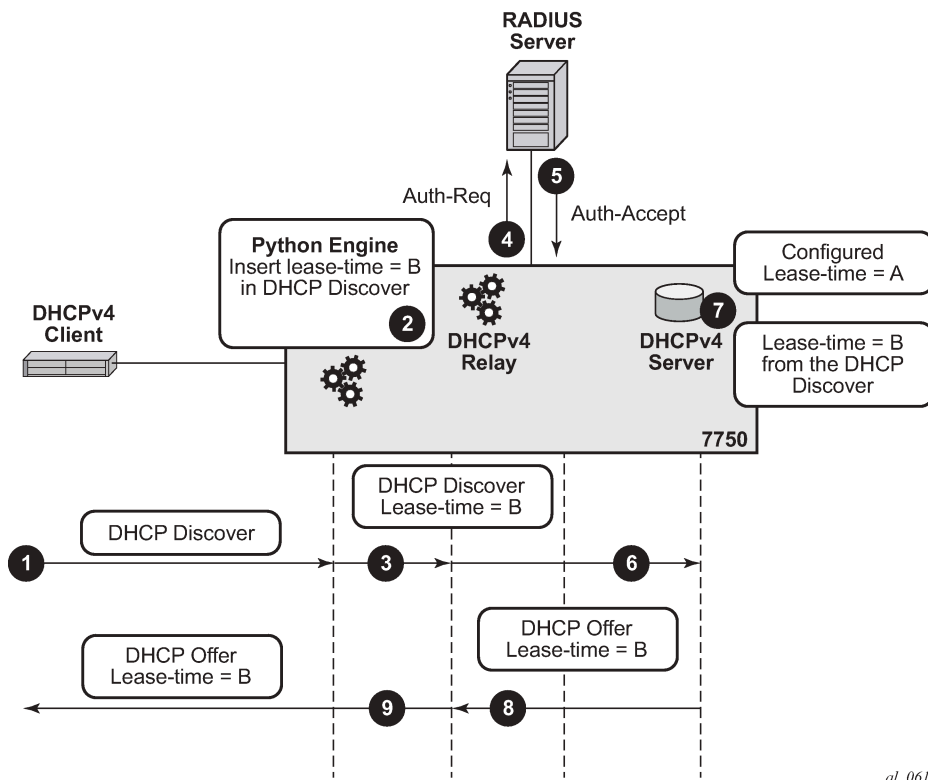 RADIUS
Server
5
Auth-Req
Auth-Accept
4
Python Engine
Insert lease-time = B
in DHCP Discover
2
Configured
Lease-time = A
7
DHCPv4
Client
DHCPv4
Relay
DHCPv4
Server
Lease-time = B
from the DHCP
Discover
7750
DHCP Discover
Lease-time = B
DHCP Discover
1
3
6
DHCP Offer
Lease-time = B
DHCP Offer
Lease-time = B
9
8
al_061